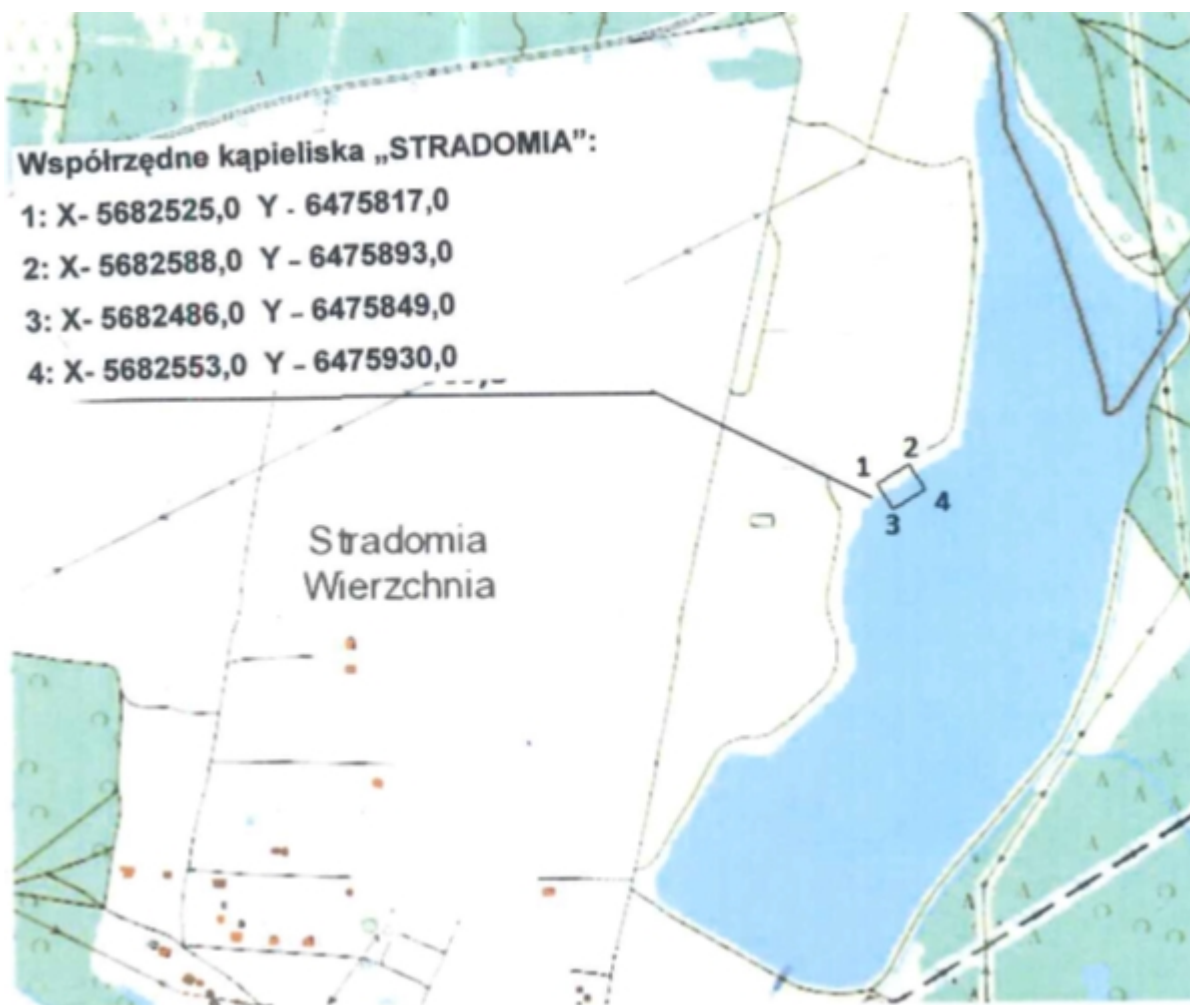 Współrzędne kąpieliska „STRADOMIA”:
1: X- 5682525,0 Y - 6475817,0
2: X- 5682588,0 Y – 6475893,0
3: X- 5682486,0 Y – 6475849,0
4: X- 5682553,0 Y – 6475930,0
1
2
3
4
Stradomia
Wierzchnia